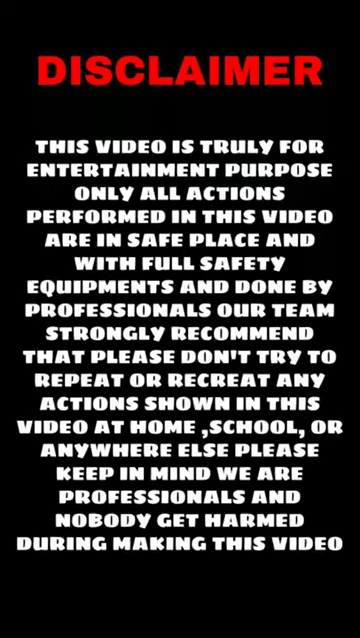 DISCLAIMER
THIS VIDEO IS TRULY FOR
ENTERTAINMENT PURPOSE
ONLY ALL ACTIONS
PERFORMED IN THIS VIDEO
ARE IN SAFE PLACE AND
WITH FULL SAFETY
EQUIPMENTS AND DONE BY
PROFESSIONALS OUR TEAM
STRONGLY RECOMMEND
THAT PLEASE DON'T TRY TO
REPEAT OR RECREAT ANY
ACTIONS SHOWN IN THIS
VIDEO AT HOME ,SCHOOL, OR
ANYWHERE ELSE PLEASE
KEEP IN MIND WE ARE
PROFESSIONALS AND
NOBODY GET HARMED
DURING MAKING THIS VIDEO